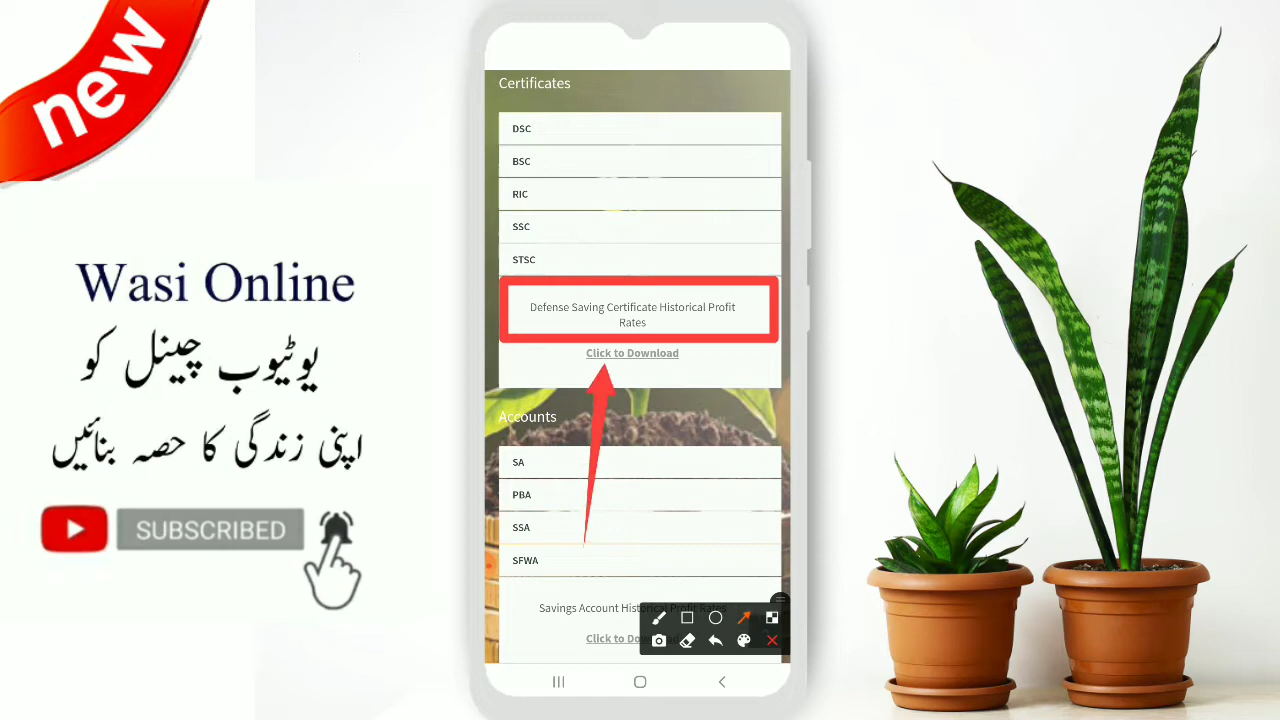 new
Wasi Online
یوٹیوب چینل کو
اپنی زندگی کا حصہ بنائیں
SUBSCRIBED
Certificates
DSC
BSC
RIC
SSC
STSC
Defense Saving Certificate Historical Profit
Rates
Click to Download
Accounts
SA
PBA
SSA
SFWA
Savings Account Historical Profit Rates
Click to Do